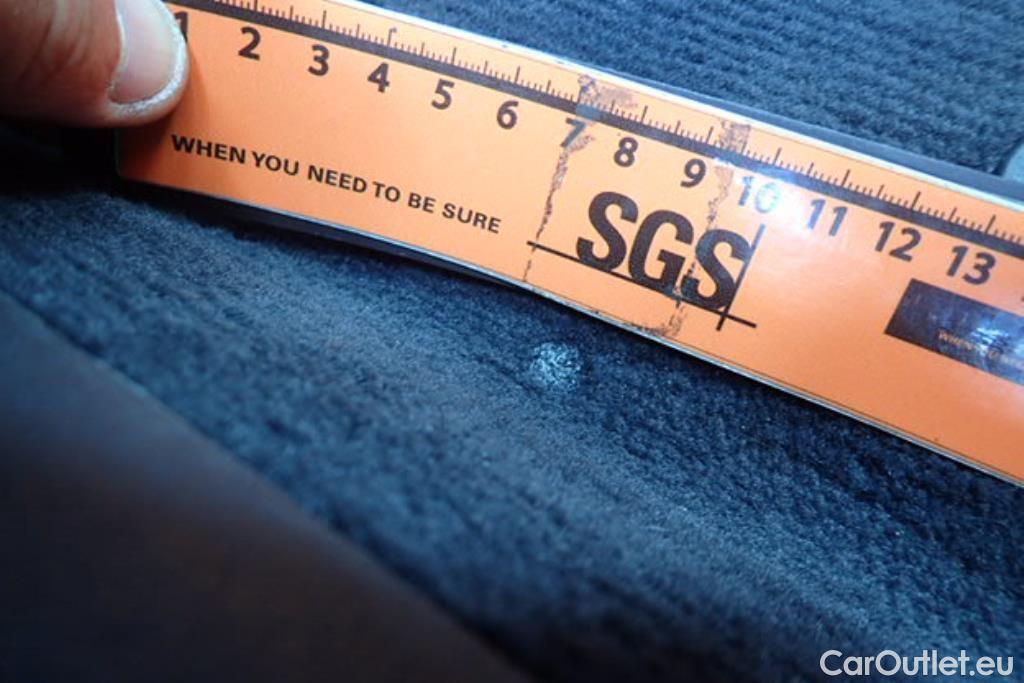 1 2 3 4 5 6 7 8 9 10 11 12 13
WHEN YOU NEED TO BE SURE
SGS
CarOutlet.eu